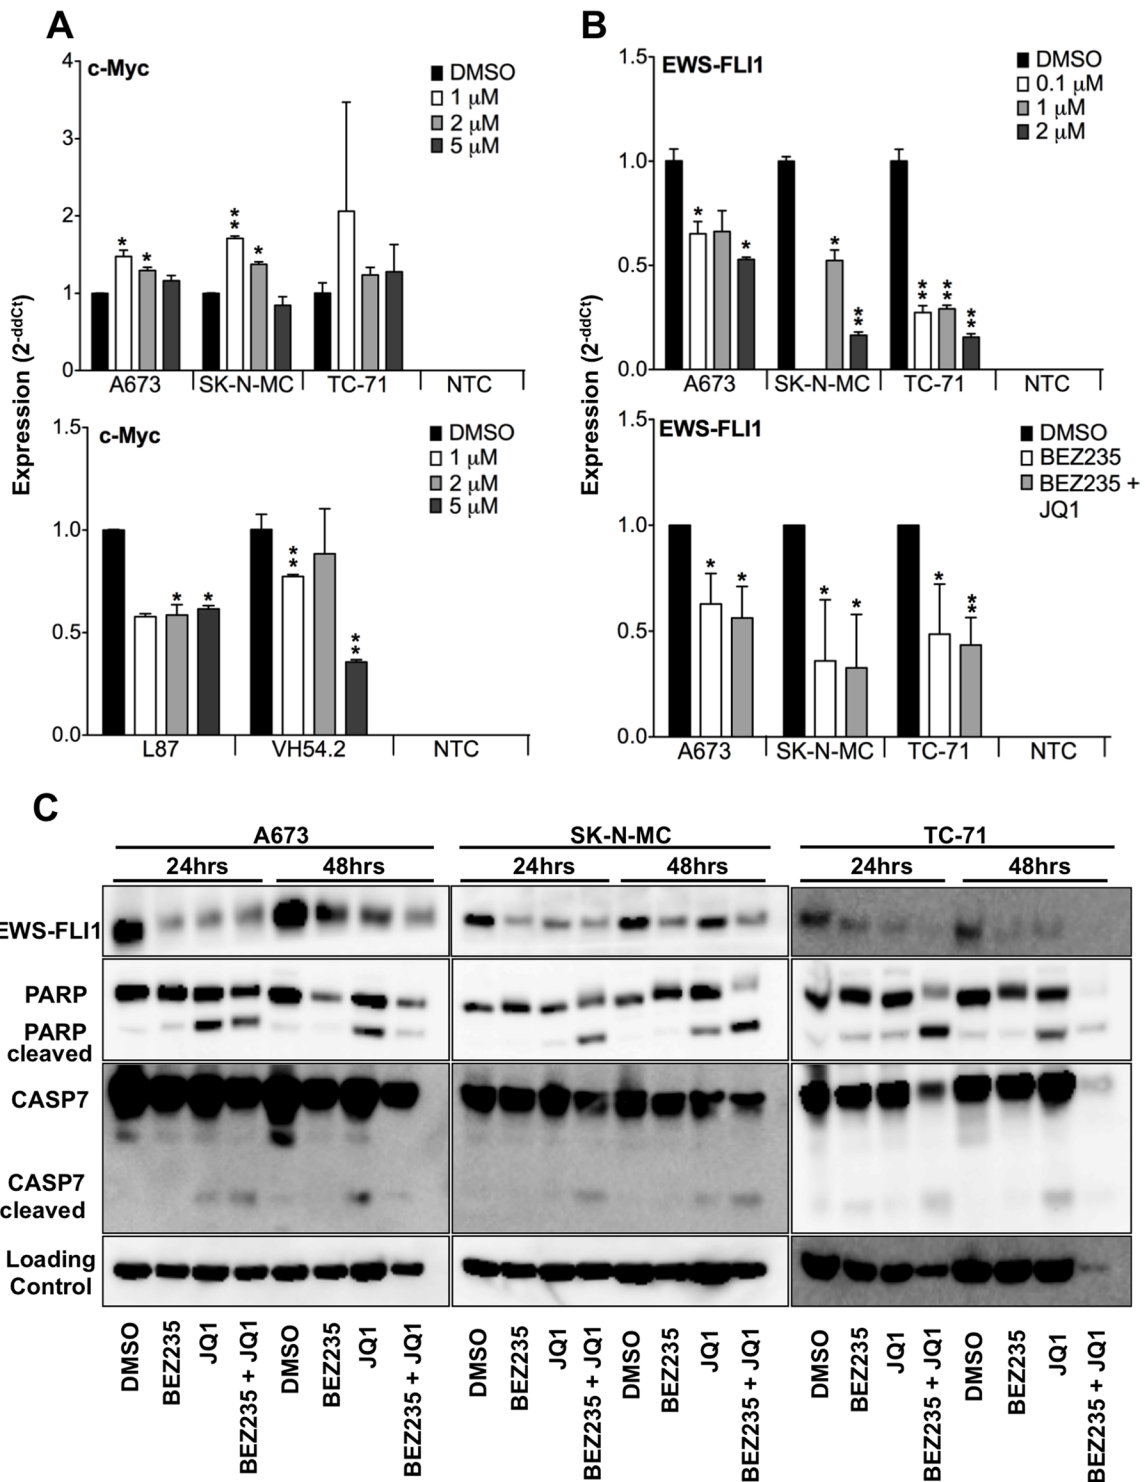 A
c-Myc
DMSO
1 μM
2 μM
5 μM
4
3
2
1
0
A673
SK-N-MC
TC-71
NTC
* * ** *
Expression (2-ddCt)
c-Myc
DMSO
1 μM
2 μM
5 μM
1.5
1.0
0.5
0.0
L87
VH54.2
NTC
* * ** **
B
EWS-FLI1
DMSO
0.1 μM
1 μM
2 μM
1.5
1.0
0.5
0.0
A673
SK-N-MC
TC-71
NTC
* * * ** ** ** **
Expression (2-ddCt)
EWS-FLI1
DMSO
BEZ235
BEZ235 +
JQ1
1.5
1.0
0.5
0.0
A673
SK-N-MC
TC-71
NTC
* * * * * **
C
A673 SK-N-MC TC-71
24hrs 48hrs 24hrs 48hrs 24hrs 48hrs
EWS-FLI1
PARP
PARP
cleaved
CASP7
CASP7
cleaved
Loading
Control
DMSO
BEZ235
JQ1
BEZ235 + JQ1
DMSO
BEZ235
JQ1
BEZ235 + JQ1
DMSO
BEZ235
JQ1
BEZ235 + JQ1
DMSO
BEZ235
JQ1
BEZ235 + JQ1
DMSO
BEZ235
JQ1
BEZ235 + JQ1
DMSO
BEZ235
JQ1
BEZ235 + JQ1